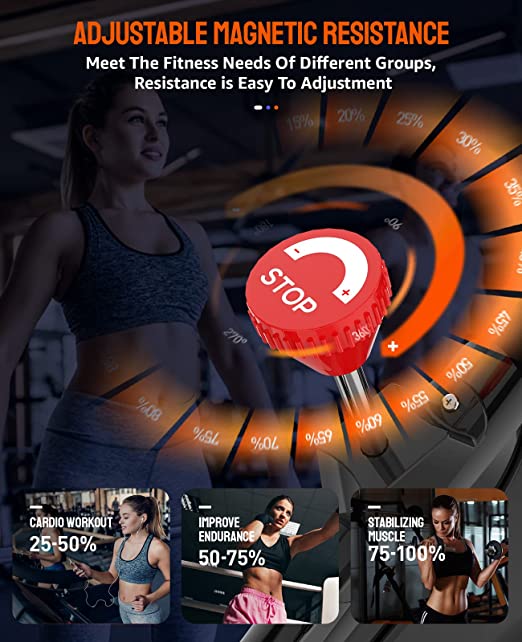 ADJUSTABLE MAGNETIC RESISTANCE
Meet The Fitness Needs Of Different Groups,
Resistance is Easy To Adjustment
15%
20%
25%
30%
35%
45%
50%
55%
60%
65%
70%
75%
80%
-
180°
90°
- +
STOP
360°
270°
+
CARDIO WORKOUT
25-50%
IMPROVE
ENDURANCE
50-75%
STABILIZING
MUSCLE
75-100%